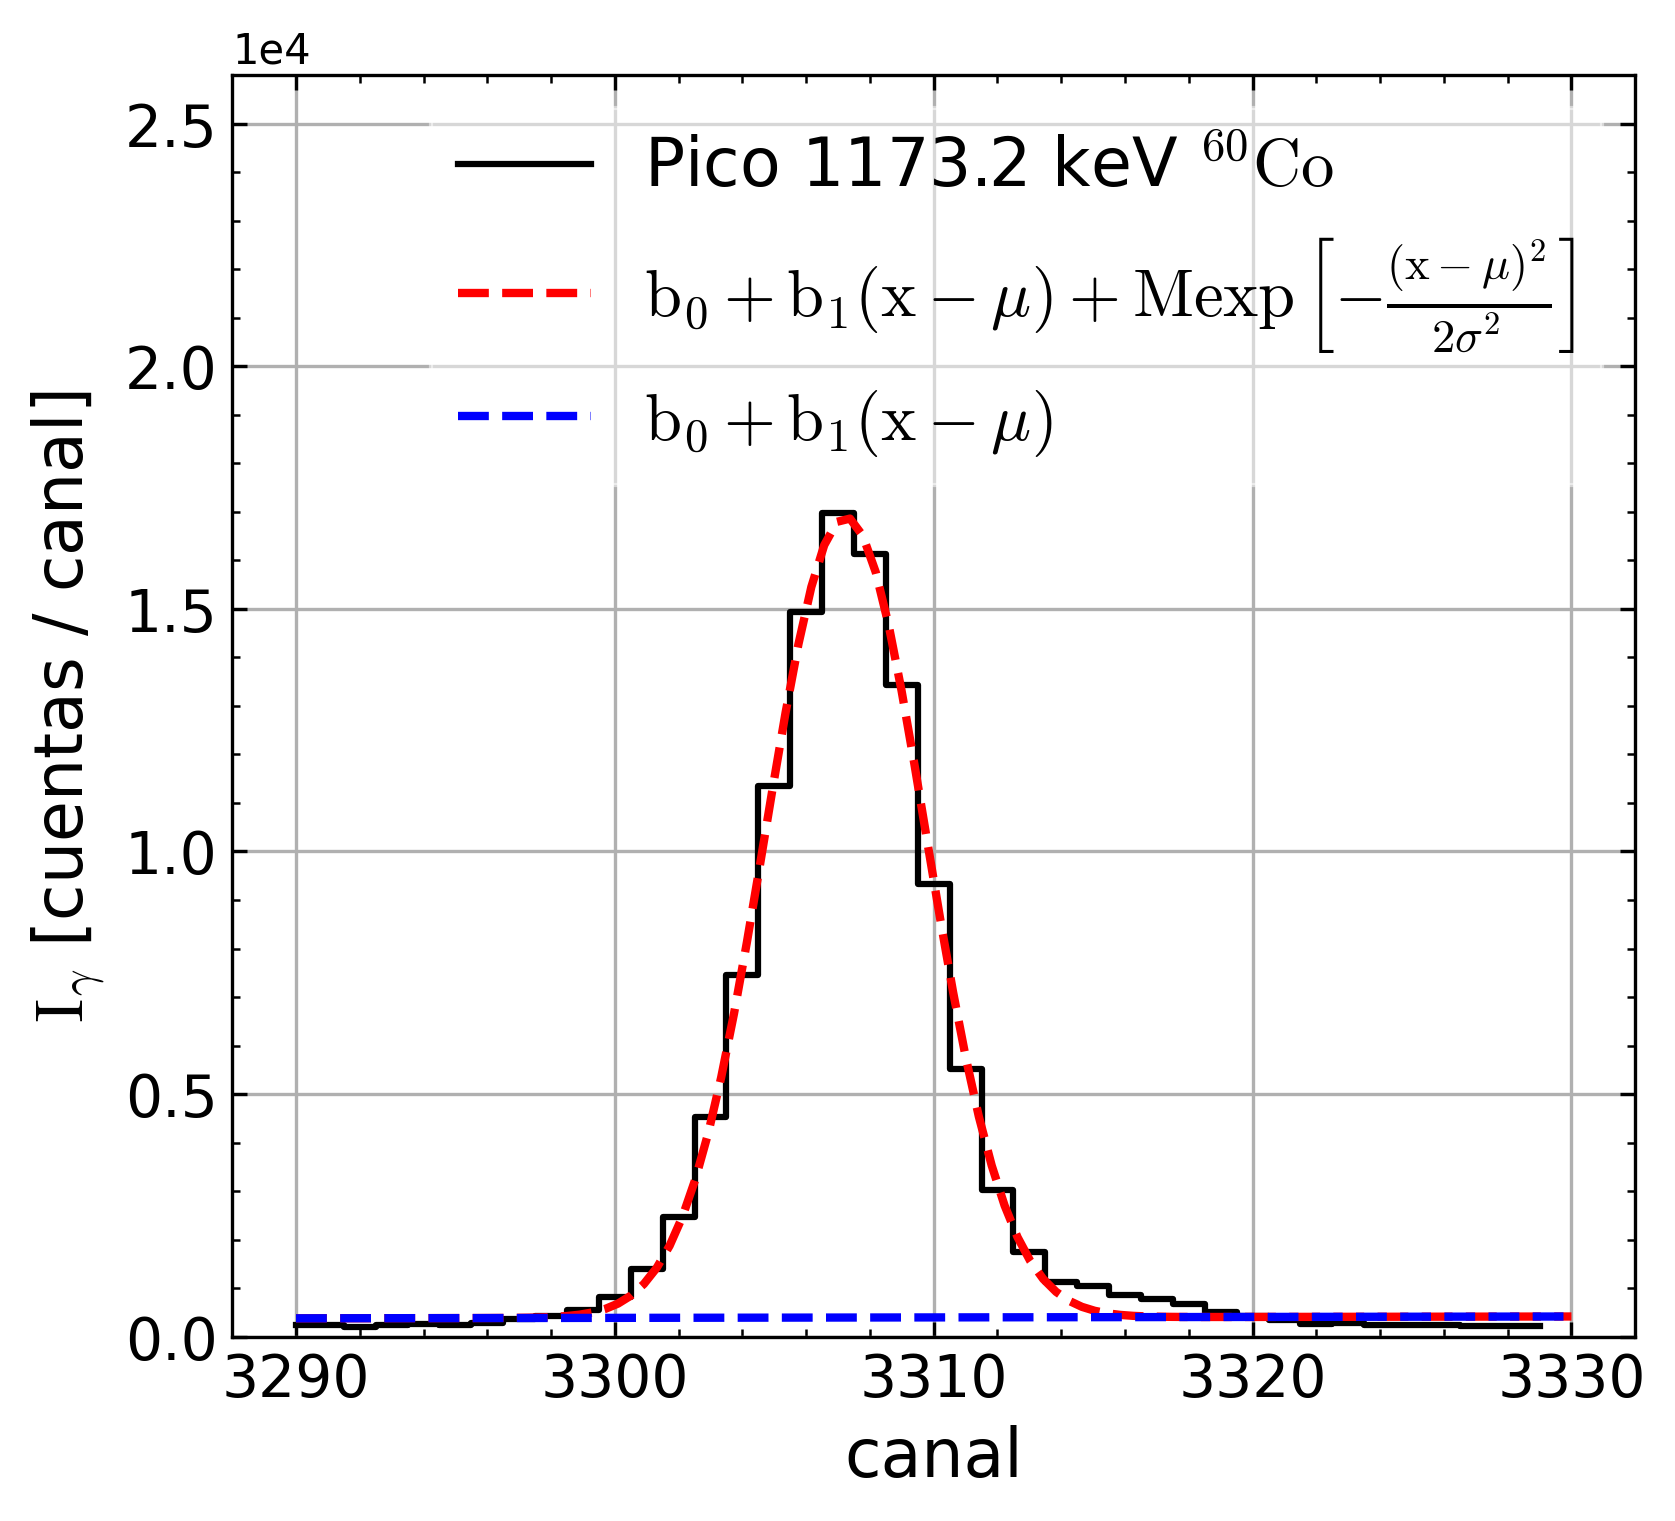 1e4
2.5
2.0
1.5
1.0
0.5
0.0
I_γ [cuentas / canal]
Pico 1173.2 keV ⁶⁰Co
b₀ + b₁(x − μ) + Mexp [−(x − μ)²/2σ²]
b₀ + b₁(x − μ)
3290 3300 3310 3320 3330
canal